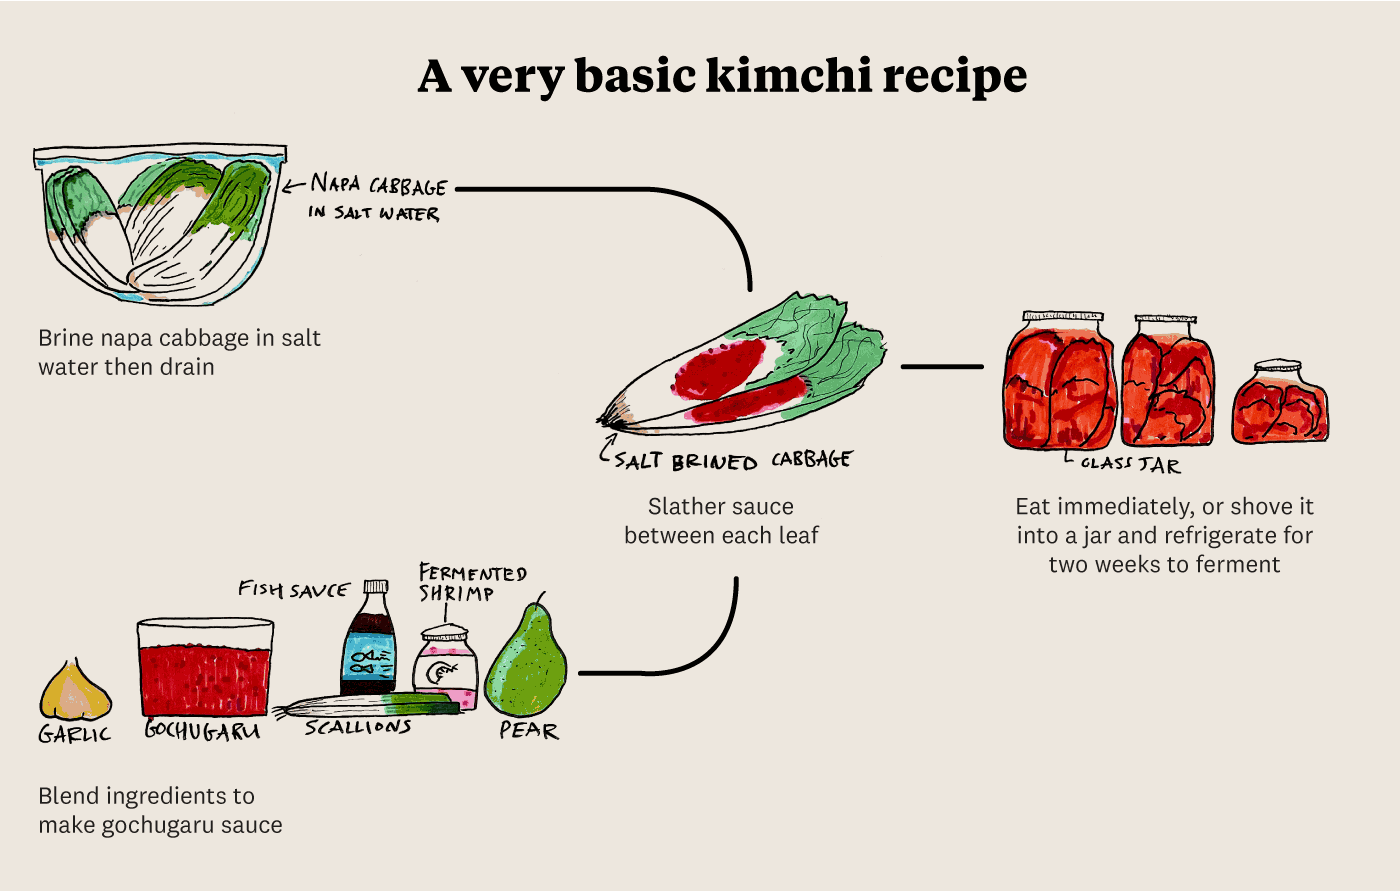 A very basic kimchi recipe
NAPA CABBAGE
IN SALT WATER
Brine napa cabbage in salt
water then drain
SALT BRINED CABBAGE
Slather sauce
between each leaf
GLASS JAR
Eat immediately, or shove it
into a jar and refrigerate for
two weeks to ferment
FISH SAUCE
FERMENTED
SHRIMP
GARLIC
GOCHUGARU
SCALLIONS
PEAR
Blend ingredients to
make gochugaru sauce